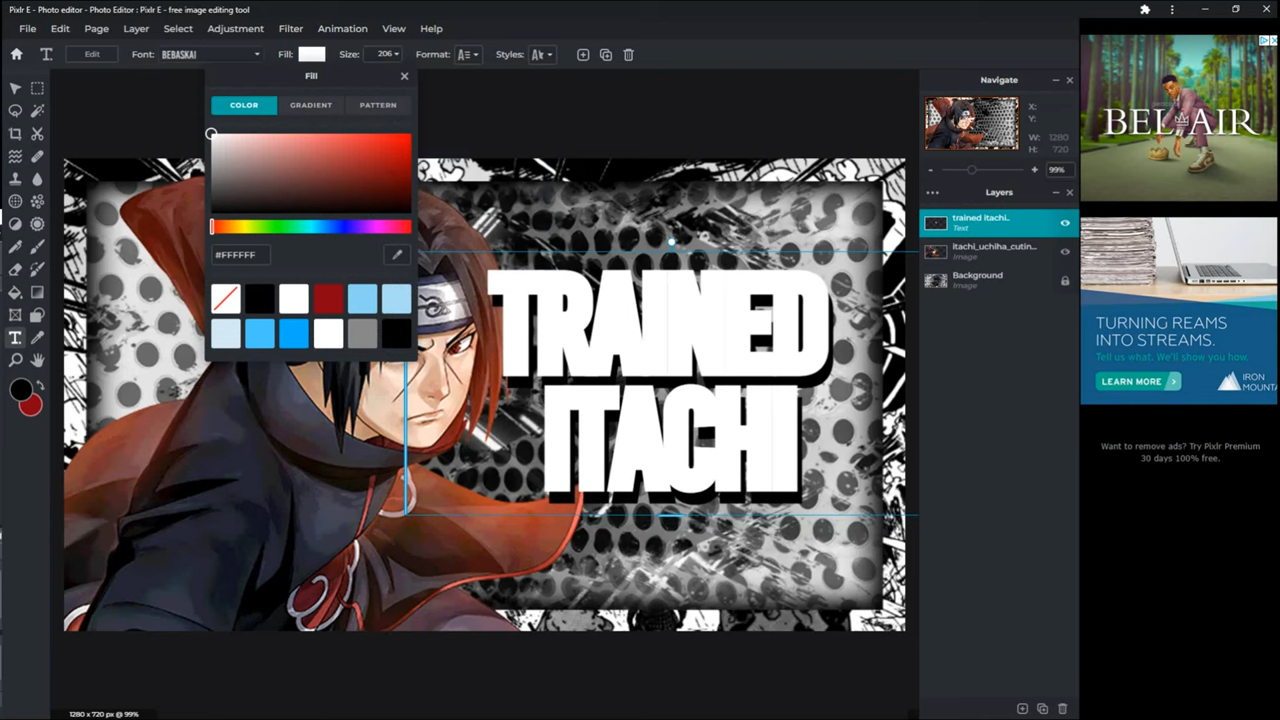 Pixlr E - Photo editor - Photo Editor : Pixlr E - free image editing tool
File Edit Page Layer Select Adjustment Filter Animation View Help
Edit Font: BEBASKAI Fill: Size: 206 Format: Styles:
Fill
COLOR GRADIENT PATTERN
#FFFFFF
TRAINED
ITACHI
1280 x 720 px @ 99%
Navigate
X:
Y:
W: 1280
H: 720
99%
Layers
trained itachi..
Text
itachi_uchiha_cutin...
Image
Background
Image
BEL-AIR
TURNING REAMS
INTO STREAMS.
Tell us what. We'll show you how.
LEARN MORE
IRON
MOUNTA
Want to remove ads? Try Pixlr Premium
30 days 100% free.